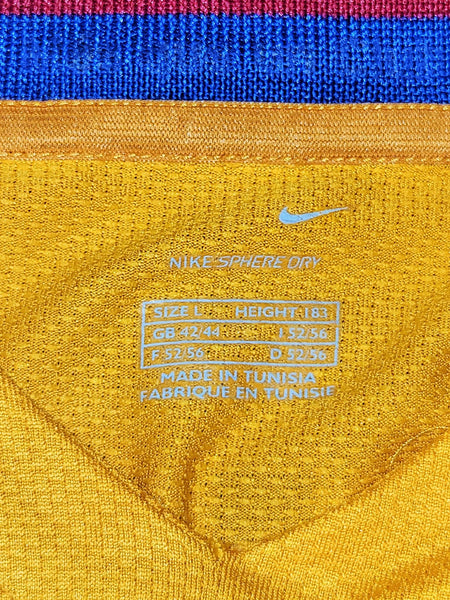 NIKE SPHERE DRY
SIZE L HEIGHT-183
GB 42/44 I 52/56
F 52/56 D 52/56
MADE IN TUNISIA
FABRIQUE EN TUNISIE